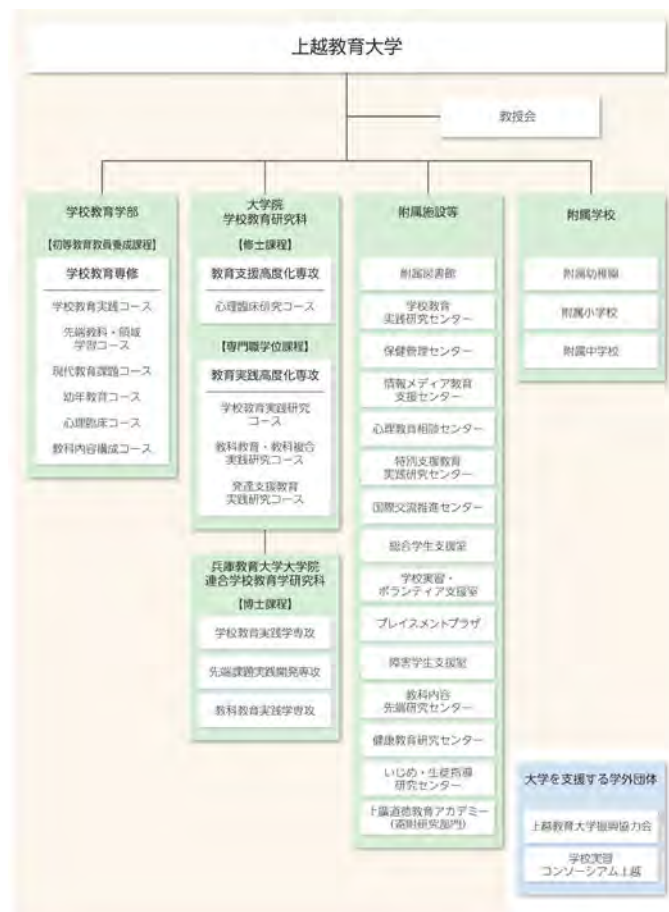 上越教育大学
教授会
学校教育学部
【初等教育教員養成課程】
学校教育専修
学校教育実践コース
先端教科・領域
学習コース
現代教育課題コース
幼年教育コース
心理臨床コース
教科内容構成コース
大学院
学校教育研究科
【修士課程】
教育支援高度化専攻
心理臨床研究コース
【専門職学位課程】
教育実践高度化専攻
学校教育実践研究
コース
教科教育・教科複合
実践研究コース
発達支援教育
実践研究コース
兵庫教育大学大学院
連合学校教育学研究科
【博士課程】
学校教育実践学専攻
先端課題実践開発専攻
教科教育実践学専攻
附属施設等
附属図書館
学校教育
実践研究センター
保健管理センター
情報メディア教育
支援センター
心理教育相談センター
特別支援教育
実践研究センター
国際交流推進センター
総合学生支援室
学校実習・
ボランティア支援室
プレイスメントプラザ
障害学生支援室
教科内容
先端研究センター
健康教育研究センター
いじめ・生徒指導
研究センター
上廣道徳教育アカデミー
(寄附研究部門)
附属学校
附属幼稚園
附属小学校
附属中学校
大学を支援する学外団体
上越教育大学振興協力会
学校実習
コンソーシアム上越